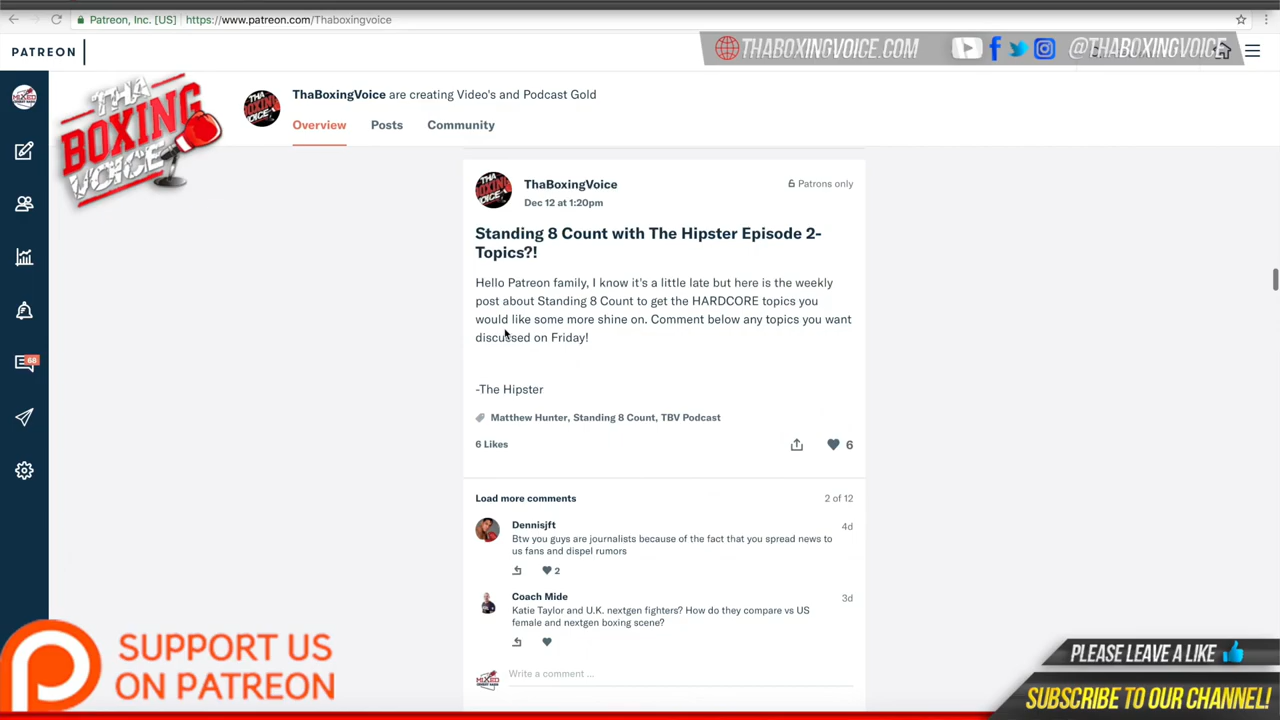 Patreon, Inc. [US]
https://www.patreon.com/Thaboxingvoice
PATREON
THABOXINGVOICE.COM
@THABOXINGVOICE
THA
BOXING
VOICE
ThaBoxingVoice are creating Video's and Podcast Gold
Overview
Posts
Community
ThaBoxingVoice
Patrons only
Dec 12 at 1:20pm
Standing 8 Count with The Hipster Episode 2-
Topics?!
Hello Patreon family, I know it's a little late but here is the weekly
post about Standing 8 Count to get the HARDCORE topics you
would like some more shine on. Comment below any topics you want
discussed on Friday!
-The Hipster
Matthew Hunter, Standing 8 Count, TBV Podcast
6 Likes
6
Load more comments
2 of 12
Dennisjft
4d
Btw you guys are journalists because of the fact that you spread news to
us fans and dispel rumors
2
Coach Mide
3d
Katie Taylor and U.K. nextgen fighters? How do they compare vs US
female and nextgen boxing scene?
Write a comment ...
68
SUPPORT US
ON PATREON
PLEASE LEAVE A LIKE
SUBSCRIBE TO OUR CHANNEL!